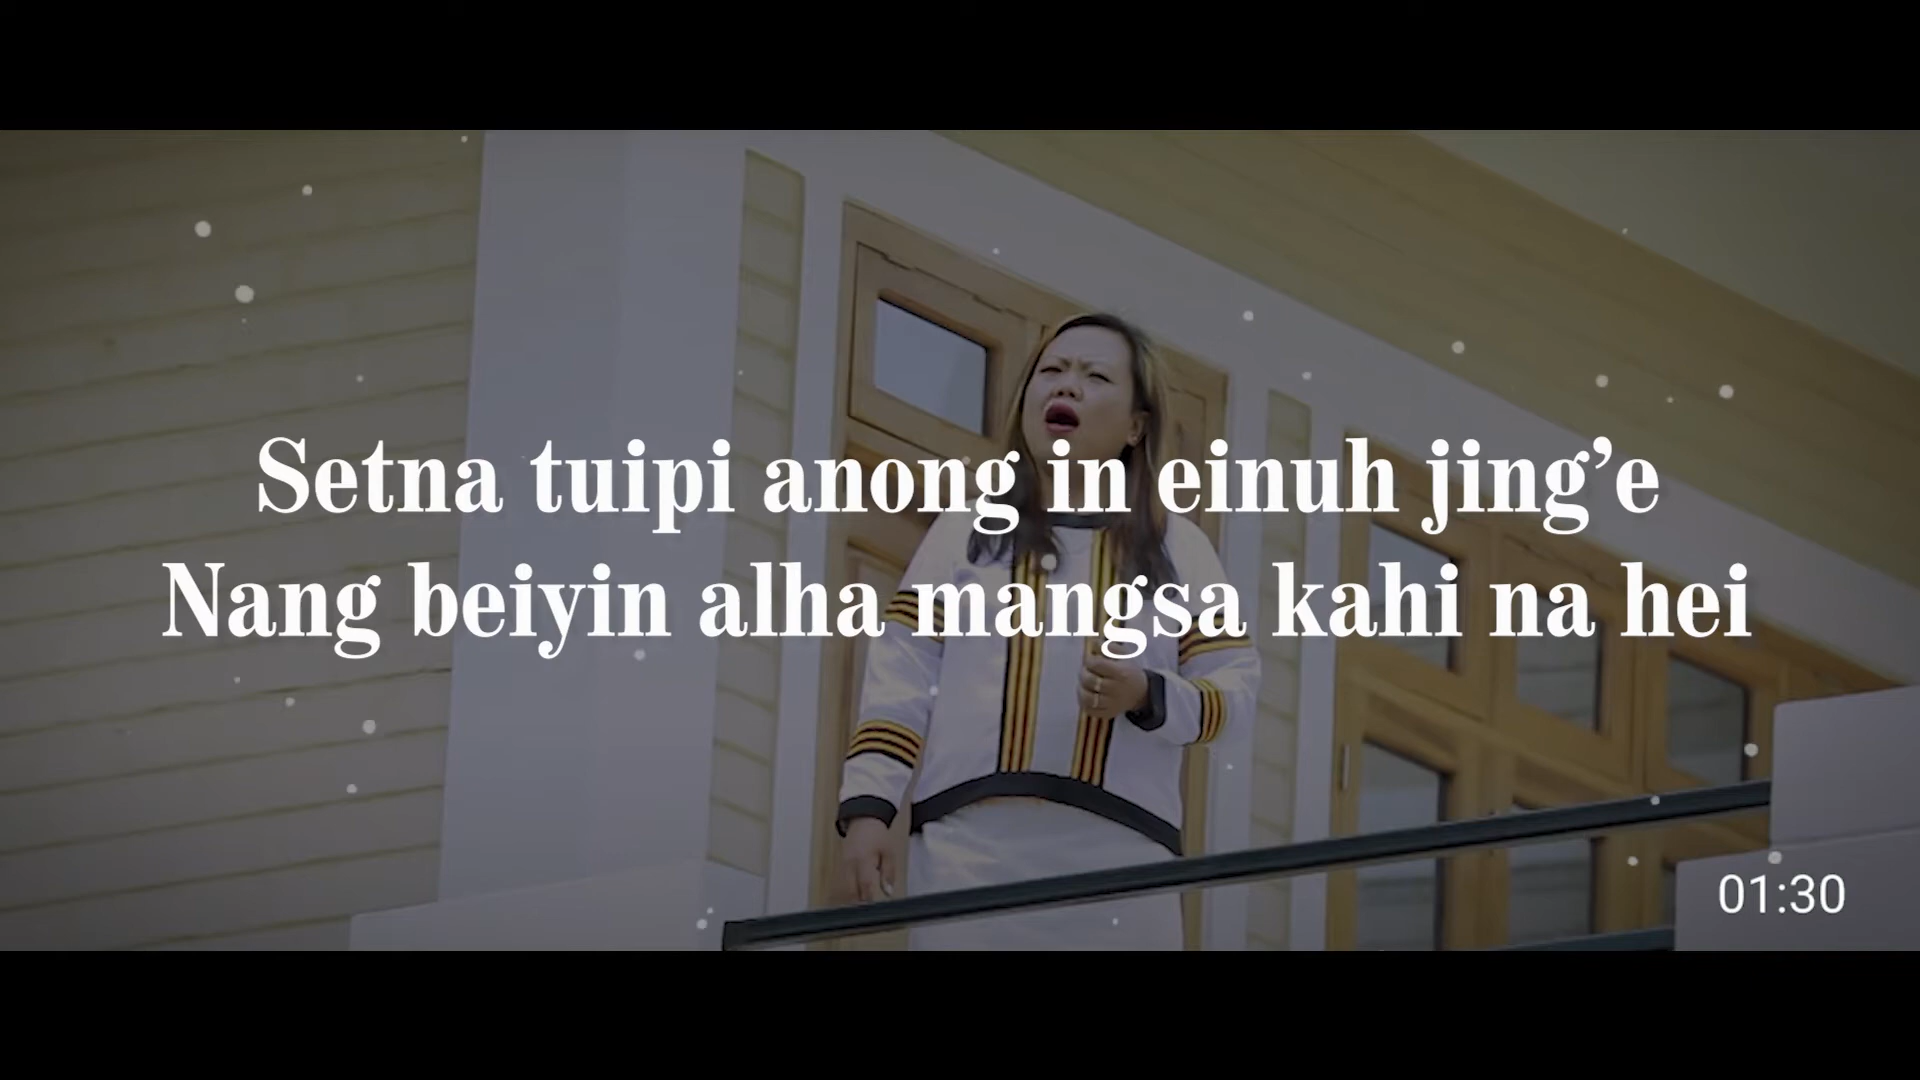 Setna tuipi anong in einuh jing’e
Nang beiyin alha mangsa kahi na hei
01:30